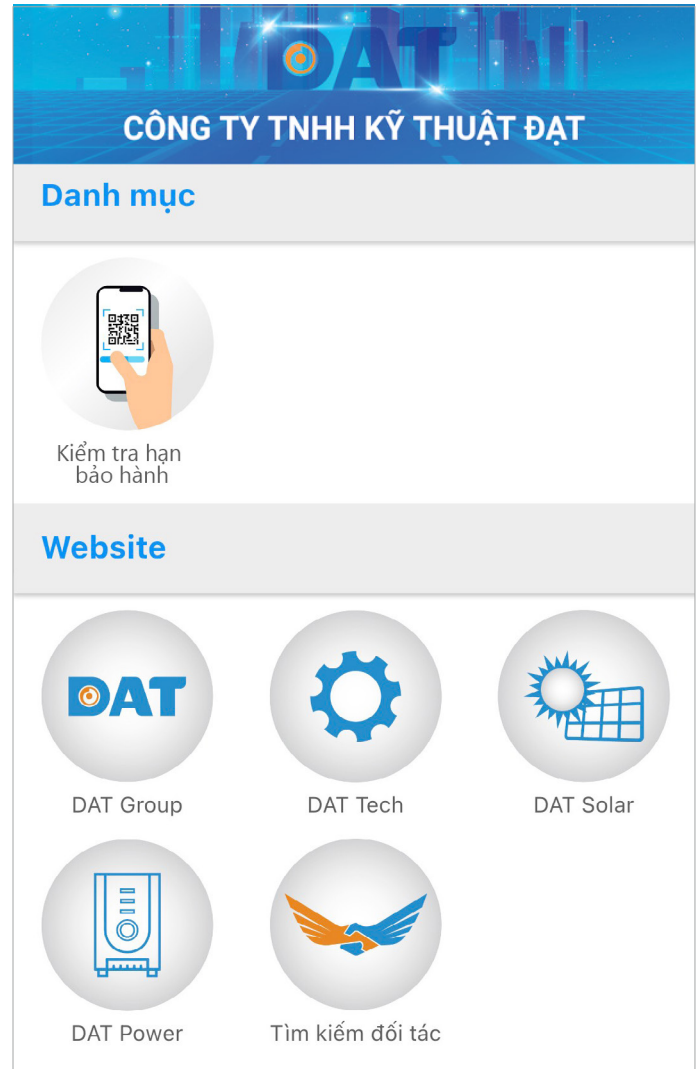 DAT
CÔNG TY TNHH KỸ THUẬT ĐẠT
Danh mục
Kiểm tra hạn
bảo hành
Website
DAT
DAT Group
DAT Tech
DAT Solar
DAT Power
Tìm kiếm đối tác